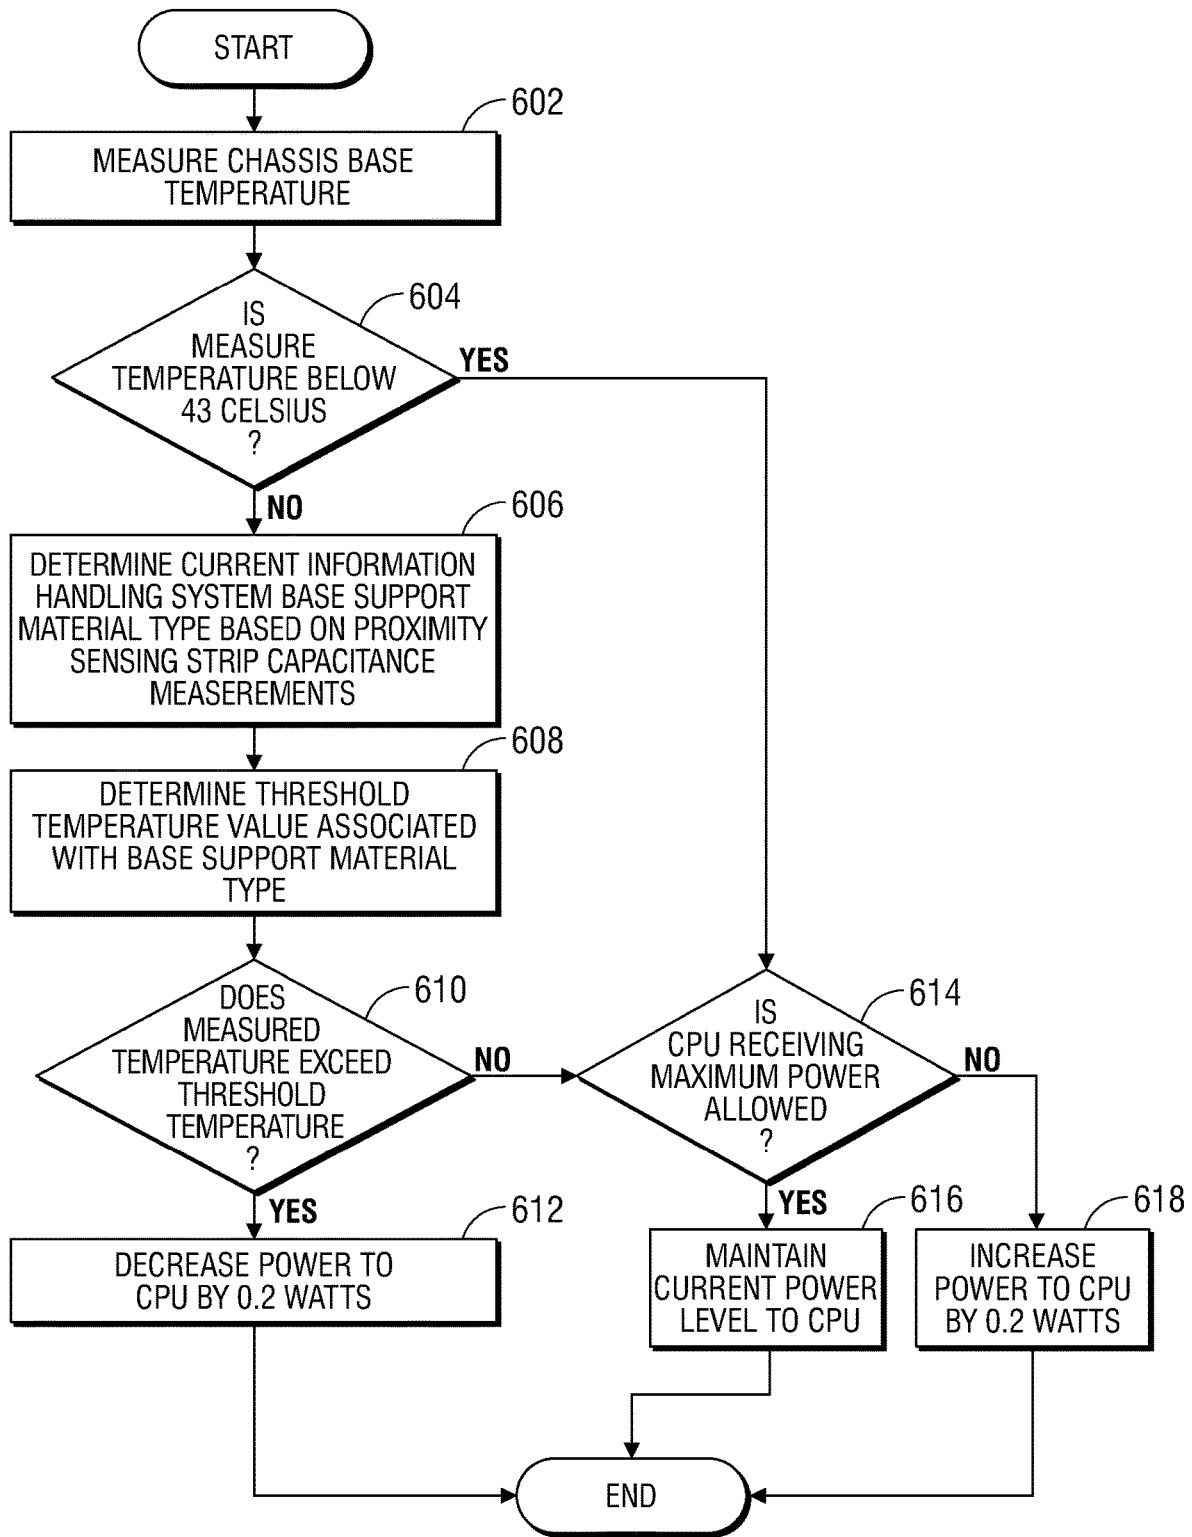 START
602
MEASURE CHASSIS BASE
TEMPERATURE
604
IS
MEASURE
TEMPERATURE BELOW
43 CELSIUS
?
YES
NO
606
DETERMINE CURRENT INFORMATION
HANDLING SYSTEM BASE SUPPORT
MATERIAL TYPE BASED ON PROXIMITY
SENSING STRIP CAPACITANCE
MEASEREMENTS
608
DETERMINE THRESHOLD
TEMPERATURE VALUE ASSOCIATED
WITH BASE SUPPORT MATERIAL
TYPE
610
DOES
MEASURED
TEMPERATURE EXCEED
THRESHOLD
TEMPERATURE
?
NO
YES
614
IS
CPU RECEIVING
MAXIMUM POWER
ALLOWED
?
NO
YES
612
DECREASE POWER TO
CPU BY 0.2 WATTS
616
MAINTAIN
CURRENT POWER
LEVEL TO CPU
618
INCREASE
POWER TO CPU
BY 0.2 WATTS
END